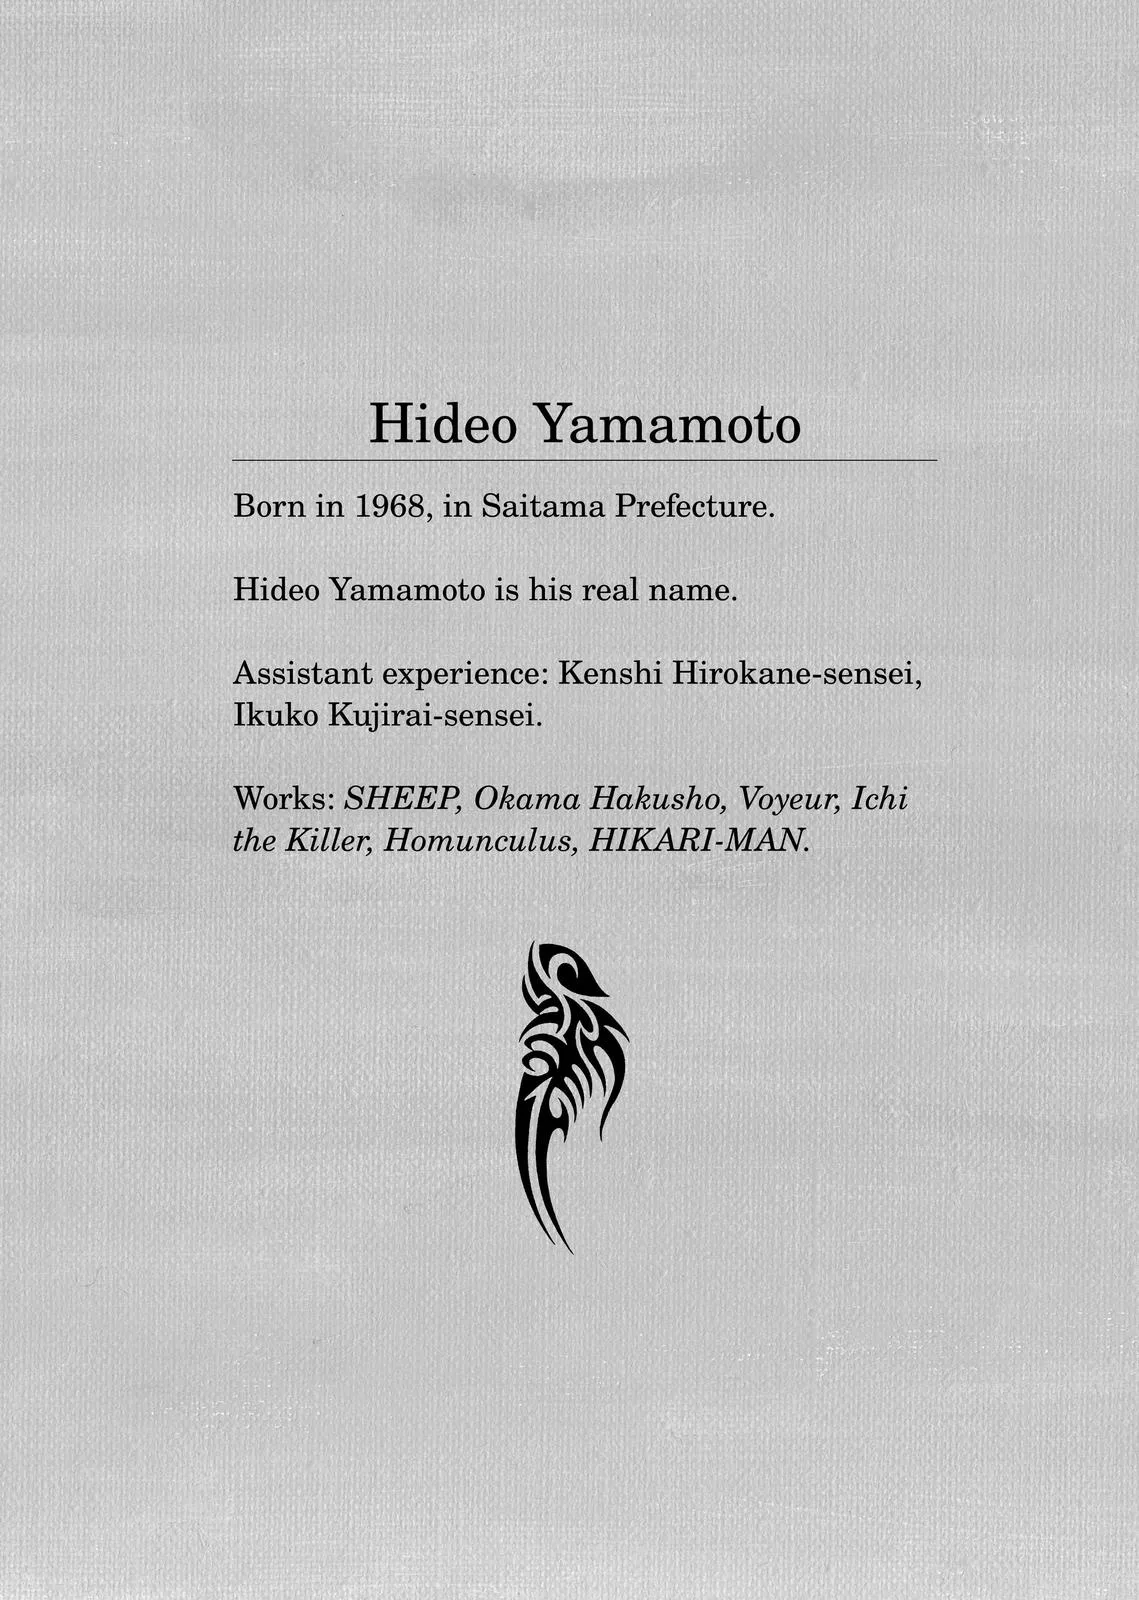 Hideo Yamamoto
Born in 1968, in Saitama Prefecture.
Hideo Yamamoto is his real name.
Assistant experience: Kenshi Hirokane-sensei,
Ikuko Kujirai-sensei.
Works: SHEEP, Okama Hakusho, Voyeur, Ichi
the Killer, Homunculus, HIKARI-MAN.